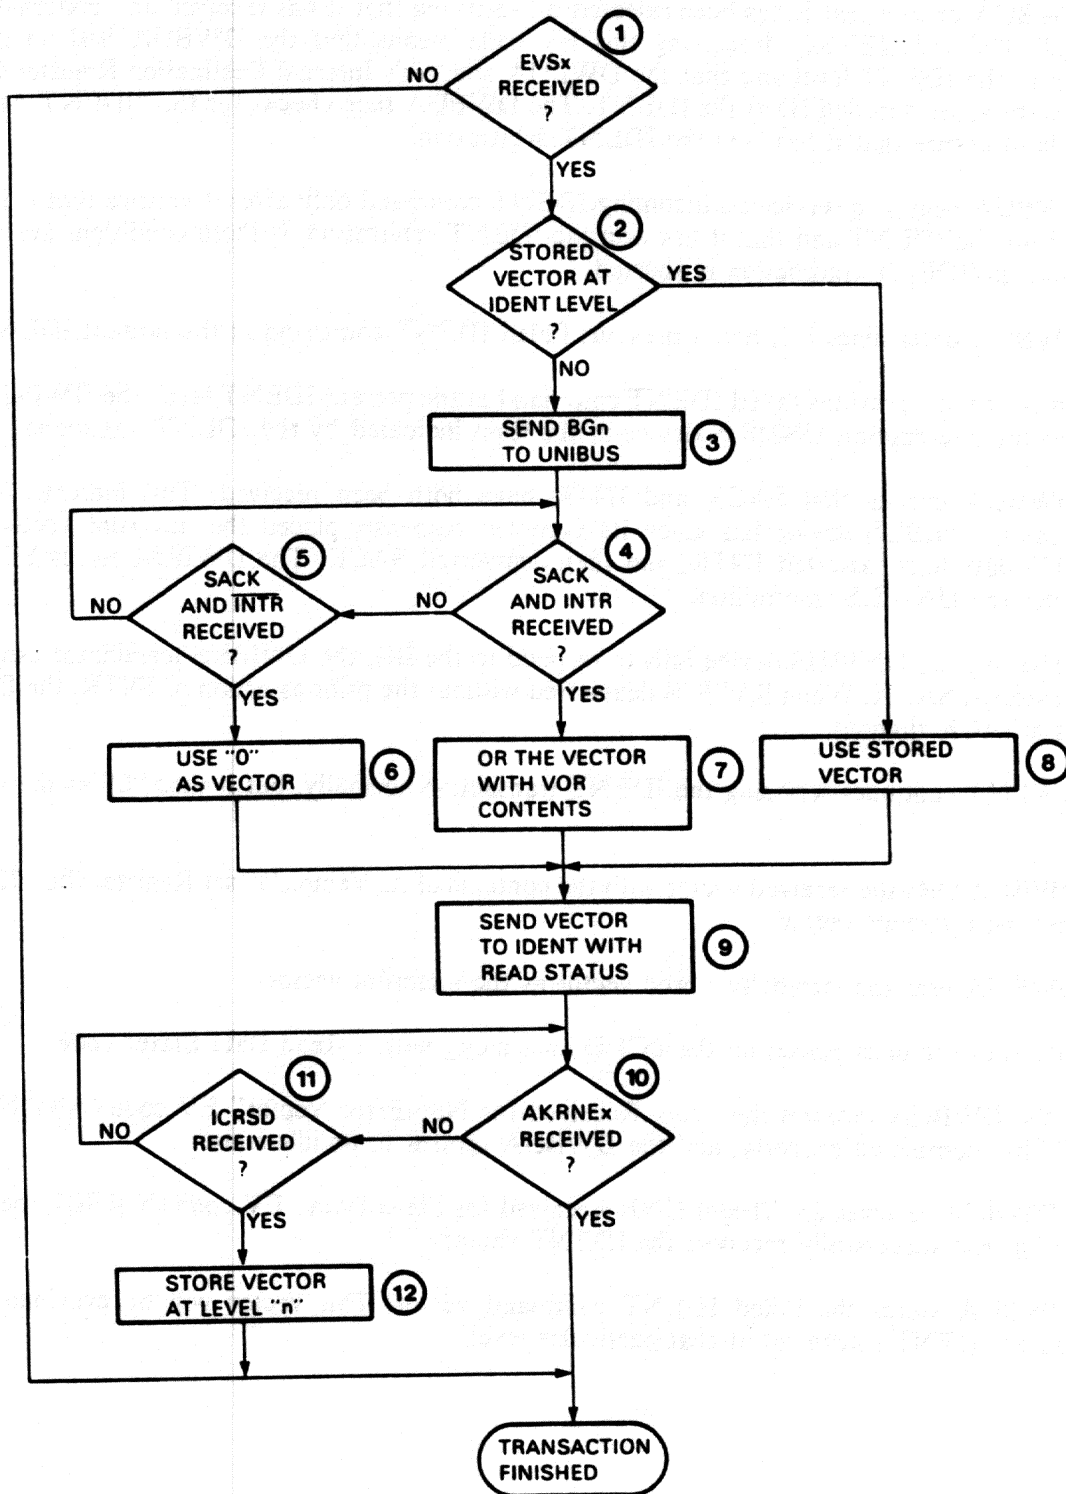 1
EVSx
RECEIVED
?
NO
YES
2
STORED
VECTOR AT
IDENT LEVEL
?
YES
NO
SEND BGn
TO UNIBUS
3
5
SACK
AND INTR
RECEIVED
?
NO
YES
4
SACK
AND INTR
RECEIVED
?
NO
YES
USE "0"
AS VECTOR
6
OR THE VECTOR
WITH VOR
CONTENTS
7
USE STORED
VECTOR
8
SEND VECTOR
TO IDENT WITH
READ STATUS
9
11
ICRSD
RECEIVED
?
NO
YES
10
AKRNEx
RECEIVED
?
NO
YES
STORE VECTOR
AT LEVEL "n"
12
TRANSACTION
FINISHED